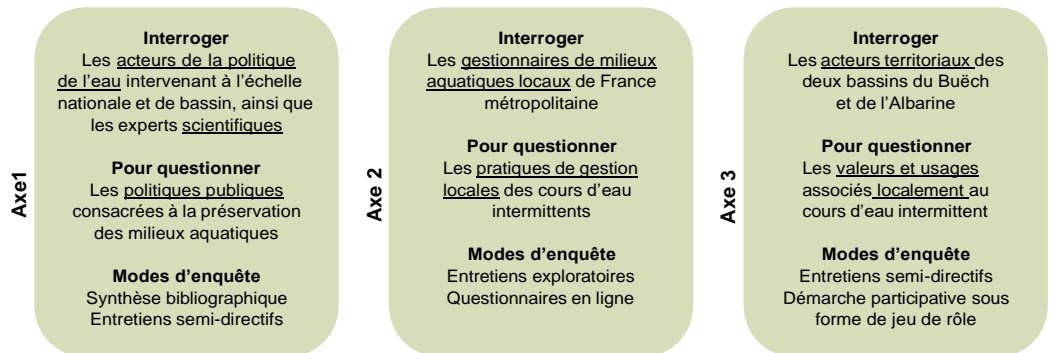 Axe1
Interroger
Les acteurs de la politique
de l'eau intervenant à l'échelle
nationale et de bassin, ainsi que
les experts scientifiques
Pour questionner
Les politiques publiques
consacrées à la préservation
des milieux aquatiques
Modes d'enquête
Synthèse bibliographique
Entretiens semi-directifs
Axe 2
Interroger
Les gestionnaires de milieux
aquatiques locaux de France
métropolitaine
Pour questionner
Les pratiques de gestion
locales des cours d'eau
intermittents
Modes d'enquête
Entretiens exploratoires
Questionnaires en ligne
Axe 3
Interroger
Les acteurs territoriaux des
deux bassins du Buëch
et de l'Albarine
Pour questionner
Les valeurs et usages
associés localement au
cours d'eau intermittent
Modes d'enquête
Entretiens semi-directifs
Démarche participative sous
forme de jeu de rôle